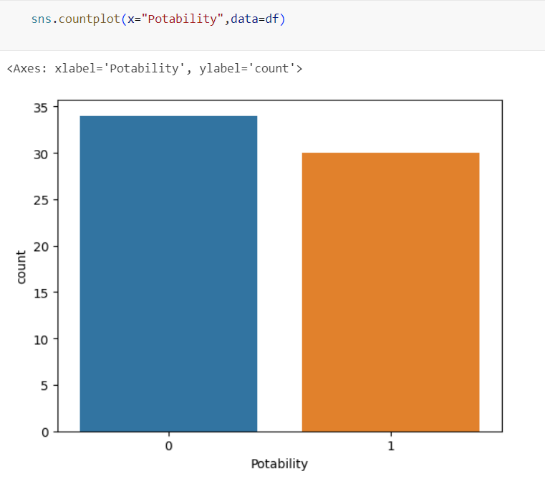 sns.countplot(x="Potability",data=df)
<Axes: xlabel='Potability', ylabel='count'>
35
30
25
20
15
10
5
0
count
0 1
Potability